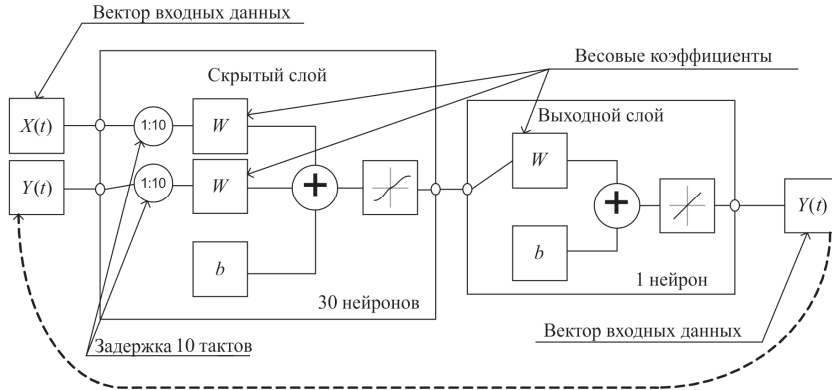 Вектор входных данных
Скрытый слой
Весовые коэффициенты
Выходной слой
X(t)
1:10
W
Y(t)
1:10
W
+
b
30 нейронов
W
+
b
1 нейрон
Y(t)
Задержка 10 тактов
Вектор входных данных